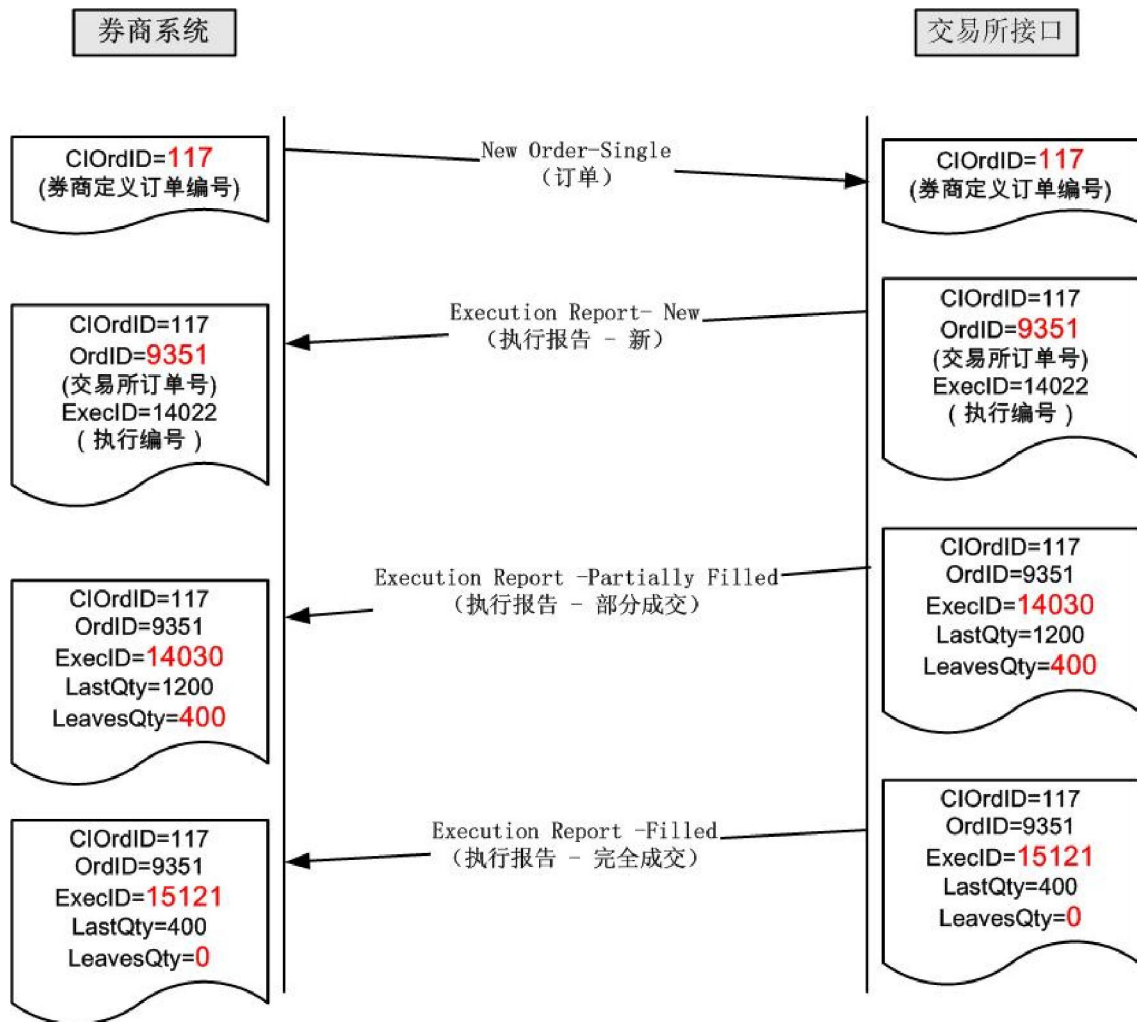 券商系统
交易所接口
ClOrdID=117
(券商定义订单编号)
New Order-Single
（订单）
ClOrdID=117
(券商定义订单编号)
ClOrdID=117
OrdID=9351
(交易所订单号)
ExecID=14022
( 执行编号 )
Execution Report- New
（执行报告 - 新）
ClOrdID=117
OrdID=9351
(交易所订单号)
ExecID=14022
( 执行编号 )
ClOrdID=117
OrdID=9351
ExecID=14030
LastQty=1200
LeavesQty=400
Execution Report -Partially Filled
（执行报告 - 部分成交）
ClOrdID=117
OrdID=9351
ExecID=14030
LastQty=1200
LeavesQty=400
ClOrdID=117
OrdID=9351
ExecID=15121
LastQty=400
LeavesQty=0
Execution Report -Filled
（执行报告 - 完全成交）
ClOrdID=117
OrdID=9351
ExecID=15121
LastQty=400
LeavesQty=0